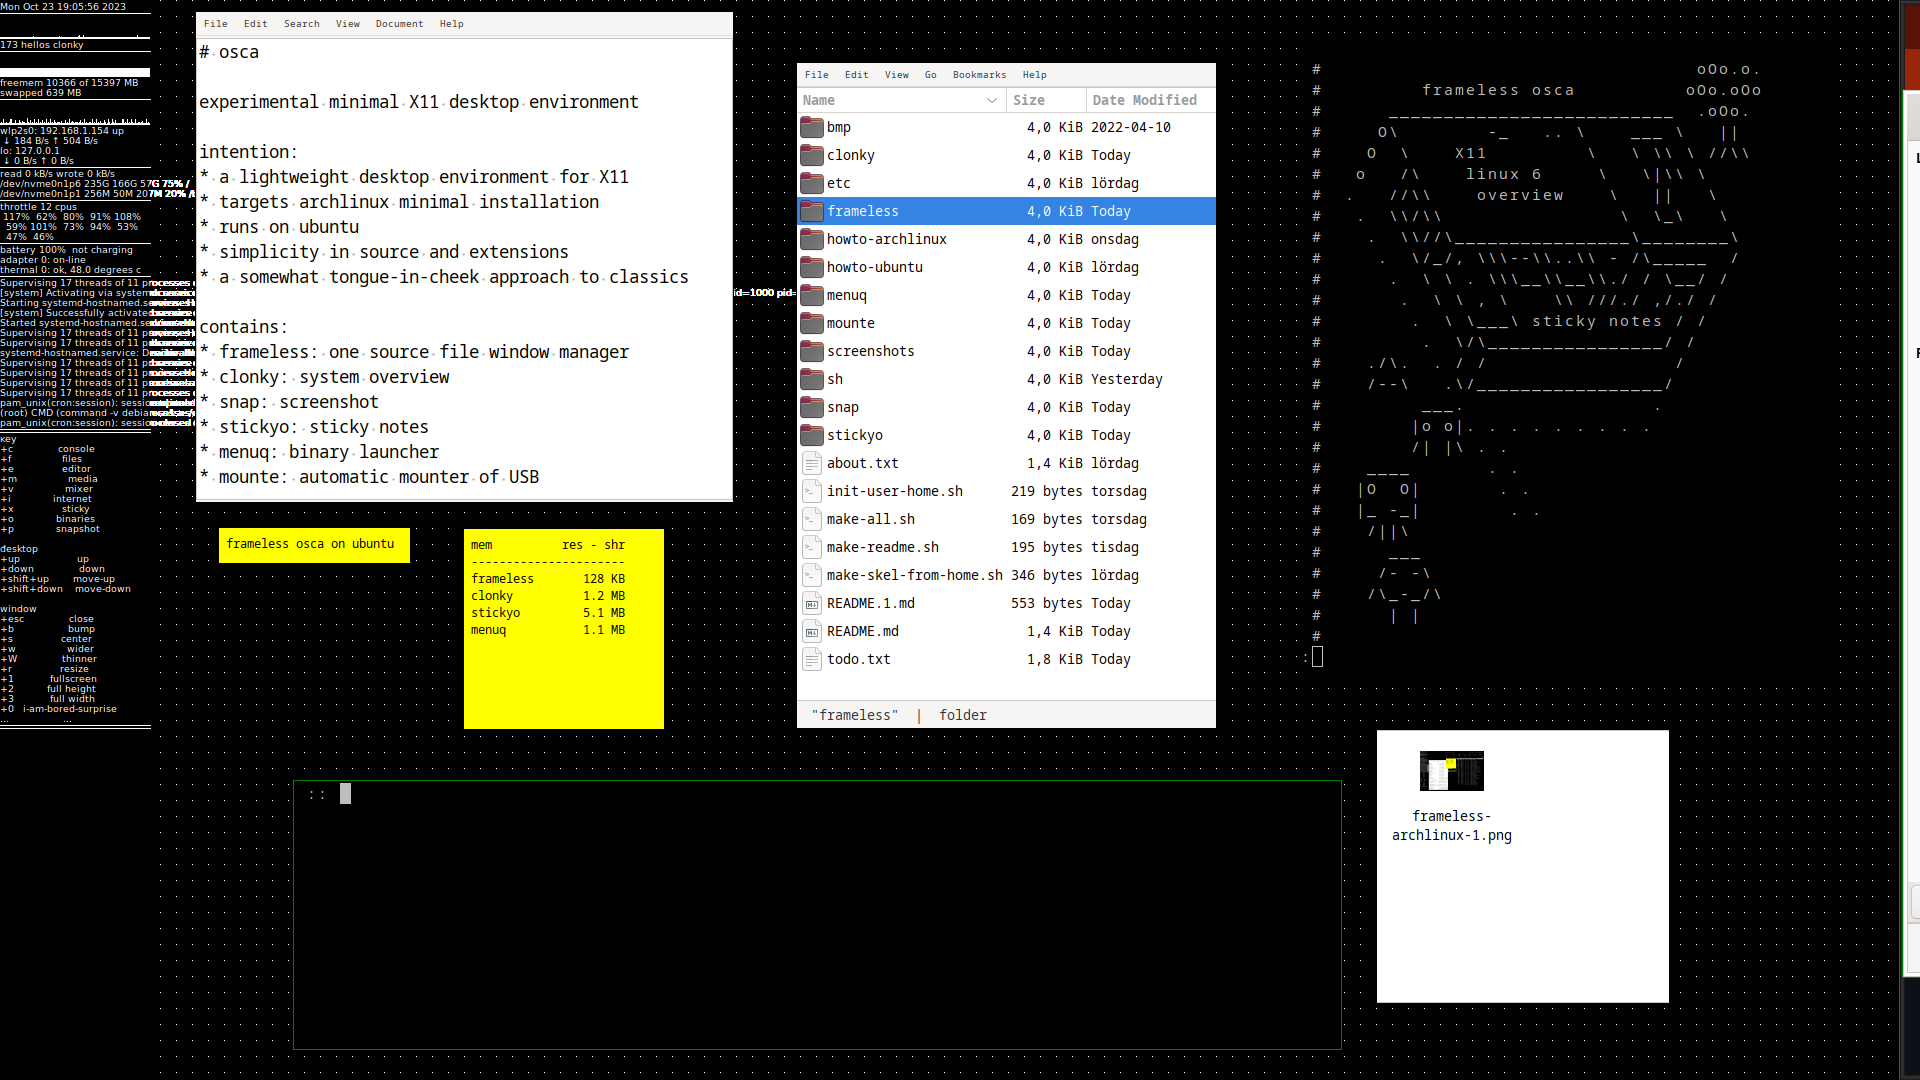 Mon Oct 23 19:05:56 2023
173 hellos clonky
freemem 10366 of 15397 MB
swapped 639 MB
wlp2s0: 192.168.1.154 up
↓ 184 B/s ↑ 504 B/s
lo: 127.0.0.1
↓ 0 B/s ↑ 0 B/s
read 0 kB/s wrote 0 kB/s
/dev/nvme0n1p6 235G 166G 57G 75% /
/dev/nvme0n1p1 256M 50M 207M 20%
throttle 12 cpus
117% 62% 80% 91% 108%
59% 101% 73% 94% 53%
47% 46%
battery 100% not charging
adapter 0: on-line
thermal 0: ok, 48.0 degrees c
Supervising 17 threads of 11 processes
[system] Activating via
Starting systemd-hostnamed.
[system] Successfully activated
Started systemd-hostnamed.
Supervising 17 threads of 11
Supervising 17 threads of 11
systemd-hostnamed.service:
Supervising 17 threads of 11
Supervising 17 threads of 11
Supervising 17 threads of 11
Supervising 17 threads of 11 processes
pam_unix(cron:session):
(root) CMD (command -v
pam_unix(cron:session): closed
key
+c console
+f files
+e editor
+m media
+v mixer
+i internet
+x sticky
+o binaries
+p snapshot
desktop
+up up
+down down
+shift+up move-up
+shift+down move-down
window
+esc close
+b bump
+s center
+w wider
+W thinner
+r resize
+1 fullscreen
+2 full height
+3 full width
+0 i-am-bored-surprise
... ...
File Edit Search View Document Help
# osca
experimental minimal X11 desktop environment
intention:
* a lightweight desktop environment for X11
* targets archlinux minimal installation
* runs on ubuntu
* simplicity in source and extensions
* a somewhat tongue-in-cheek approach to classics
contains:
* frameless: one source file window manager
* clonky: system overview
* snap: screenshot
* stickyo: sticky notes
* menuq: binary launcher
* mounte: automatic mounter of USB
id=1000 pid=
frameless osca on ubuntu
mem res - shr
----------------------
frameless 128 KB
clonky 1.2 MB
stickyo 5.1 MB
menuq 1.1 MB
File Edit View Go Bookmarks Help
Name Size Date Modified
bmp 4,0 KiB 2022-04-10
clonky 4,0 KiB Today
etc 4,0 KiB lördag
frameless 4,0 KiB Today
howto-archlinux 4,0 KiB onsdag
howto-ubuntu 4,0 KiB lördag
menuq 4,0 KiB Today
mounte 4,0 KiB Today
screenshots 4,0 KiB Today
sh 4,0 KiB Yesterday
snap 4,0 KiB Today
stickyo 4,0 KiB Today
about.txt 1,4 KiB lördag
init-user-home.sh 219 bytes torsdag
make-all.sh 169 bytes torsdag
make-readme.sh 195 bytes tisdag
make-skel-from-home.sh 346 bytes lördag
README.1.md 553 bytes Today
README.md 1,4 KiB Today
todo.txt 1,8 KiB Today
"frameless" | folder
# oOo.o.
# frameless osca oOo.oOo
# __________________________ .oOo.
# O\ -_ .. \ ___ \ ||
# O \ X11 \ \ \\ \ //\\
# o /\ linux 6 \ \|\\ \
# . //\\ overview \ || \
# . \\/\\ \ \_\ \
# . \\//\________________\________\
# . \/_/, \\\--\\..\\ - /\_____ /
# . \ \ . \\\__\\__\\./ / \__/ /
# . \ \ , \ \\ ///./ ,/./ /
# . \ \___\ sticky notes / /
# . \/\________________/ /
# ./\. . / / /
# /--\ .\/_________________/
# ___. .
# |o o|. . . . . . . . .
# /| |\ . .
# ____ . .
# |O O| . .
# |_ -_| . .
# /||\
# ___
# /- -\
# /\_-_/\
# | |
#
:
::
frameless-
archlinux-1.png